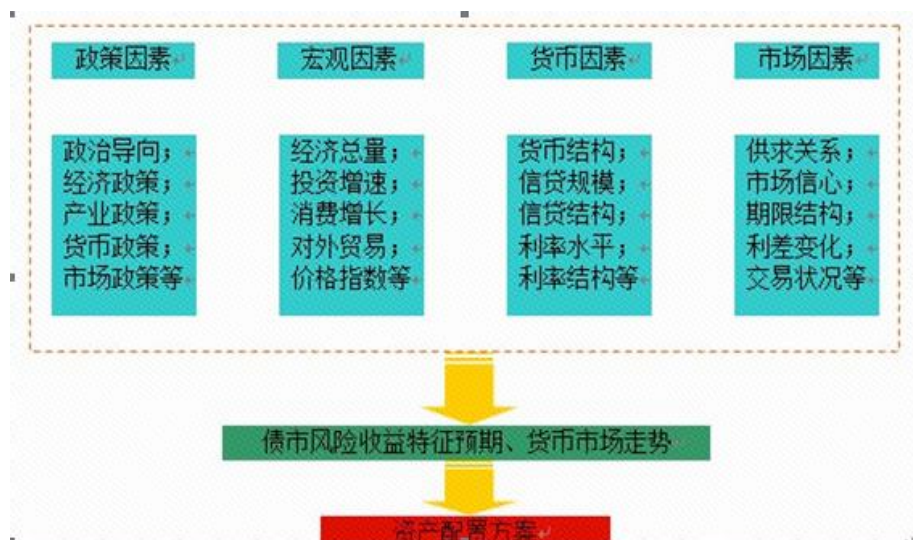 政策因素
宏观因素
货币因素
市场因素
政治导向；
经济政策；
产业政策；
货币政策；
市场政策等
经济总量；
投资增速；
消费增长；
对外贸易；
价格指数等
货币结构；
信贷规模；
信贷结构；
利率水平；
利率结构等
供求关系；
市场信心；
期限结构；
利差变化；
交易状况等
债市风险收益特征预期、货币市场走势
资产配置方案